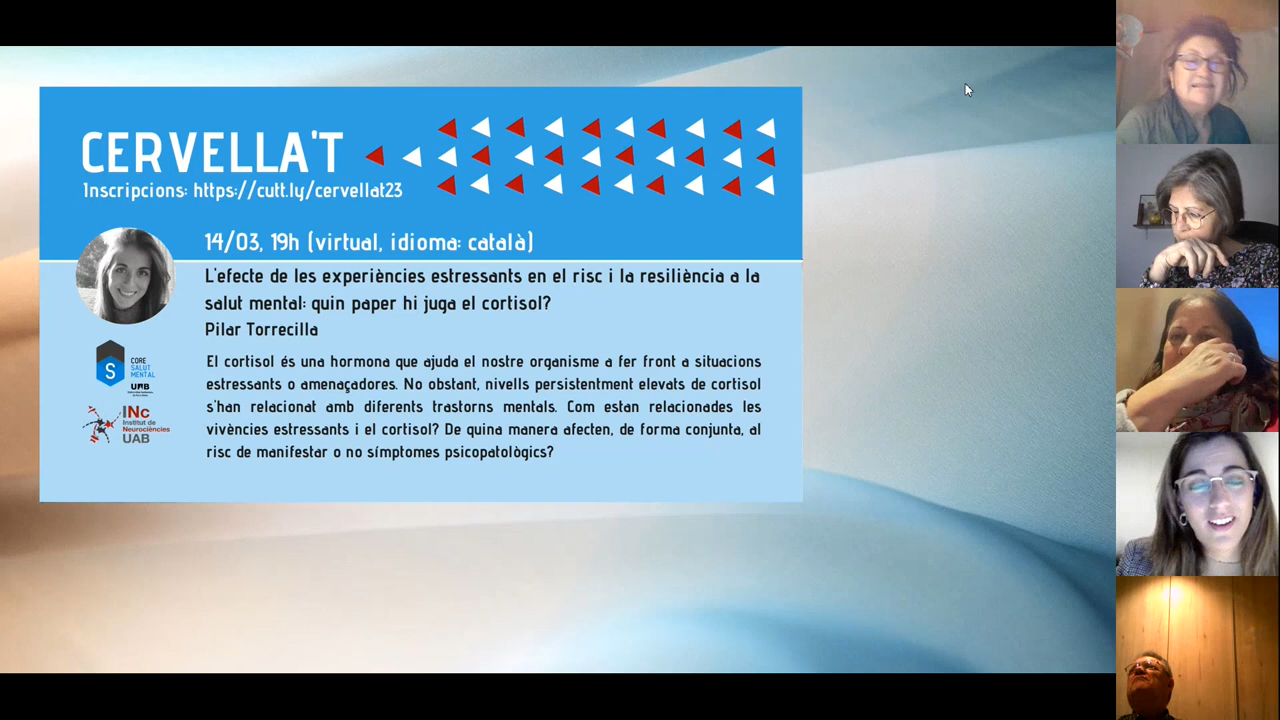 CERVELLA'T
Inscripcions: https://cutt.ly/cervellat23
14/03, 19h (virtual, idioma: català)
L'efecte de les experiències estressants en el risc i la resiliència a la
salut mental: quin paper hi juga el cortisol?
Pilar Torrecilla
El cortisol és una hormona que ajuda el nostre organisme a fer front a situacions
estressants o amenaçadores. No obstant, nivells persistentment elevats de cortisol
s'han relacionat amb diferents trastorns mentals. Com estan relacionades les
vivències estressants i el cortisol? De quina manera afecten, de forma conjunta, al
risc de manifestar o no símptomes psicopatològics?
S
CORE
SALUT
MENTAL
UAB
INc
Institut de
Neurociències
UAB